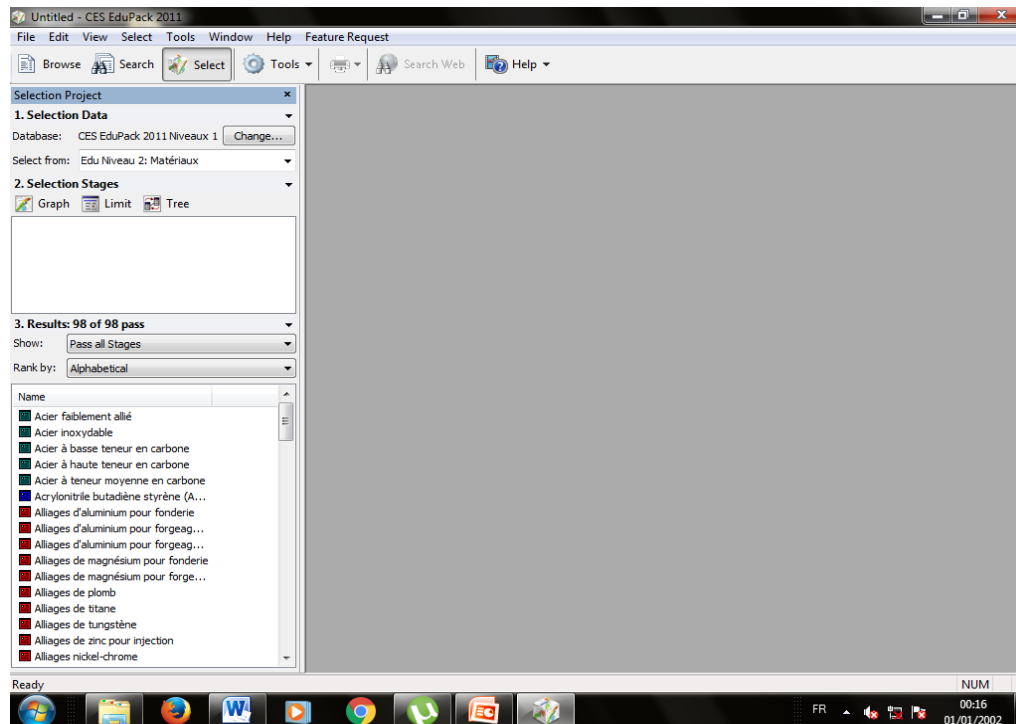 Untitled - CES EduPack 2011
File Edit View Select Tools Window Help Feature Request
Browse Search Select Tools Search Web Help
Selection Project
1. Selection Data
Database: CES EduPack 2011 Niveaux 1 Change...
Select from: Edu Niveau 2: Matériaux
2. Selection Stages
Graph Limit Tree
3. Results: 98 of 98 pass
Show: Pass all Stages
Rank by: Alphabetical
Name
Acier faiblement allié
Acier inoxydable
Acier à basse teneur en carbone
Acier à haute teneur en carbone
Acier à teneur moyenne en carbone
Acrylonitrile butadiène styrène (A...
Alliages d'aluminium pour fonderie
Alliages d'aluminium pour forgeag...
Alliages d'aluminium pour forgeag...
Alliages de magnésium pour fonderie
Alliages de magnésium pour forge...
Alliages de plomb
Alliages de titane
Alliages de tungstène
Alliages de zinc pour injection
Alliages nickel-chrome
Ready NUM
FR 00:16
01/01/2002